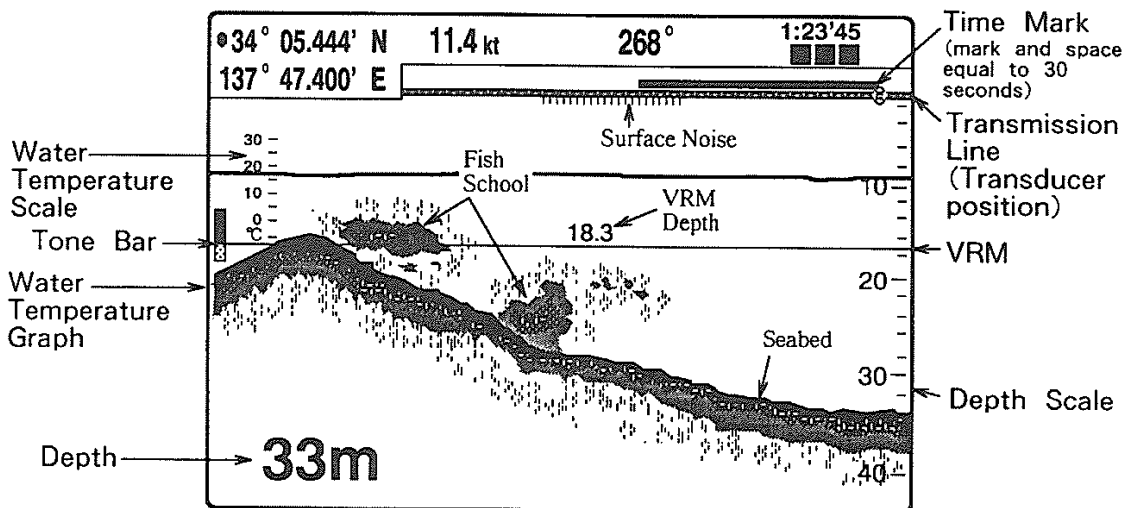 34° 05.444' N 11.4 kt 268° 1:23'45
137° 47.400' E
Time Mark
(mark and space
equal to 30
seconds)
Surface Noise
Transmission
Line
(Transducer
position)
Water
Temperature
Scale
30
20
10
0
°C
Fish
School
VRM
Depth
18.3
10
Tone Bar
VRM
20
Water
Temperature
Graph
Seabed
30
Depth Scale
Depth
33m
40